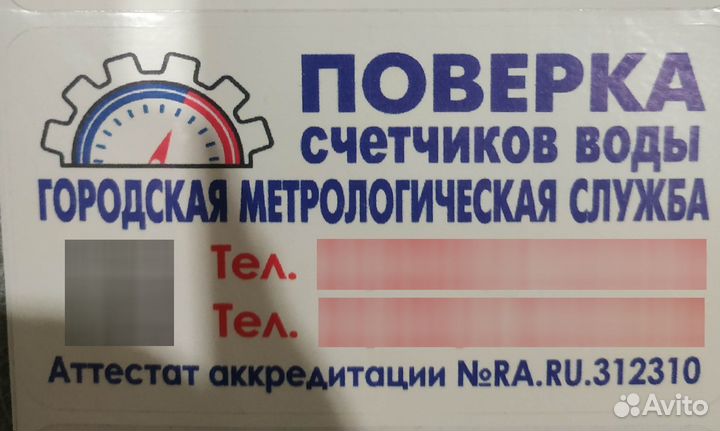 ПОВЕРКА
счетчиков воды
ГОРОДСКАЯ МЕТРОЛОГИЧЕСКАЯ СЛУЖБА
Тел.
Тел.
Аттестат аккредитации №RA.RU.312310
Avito